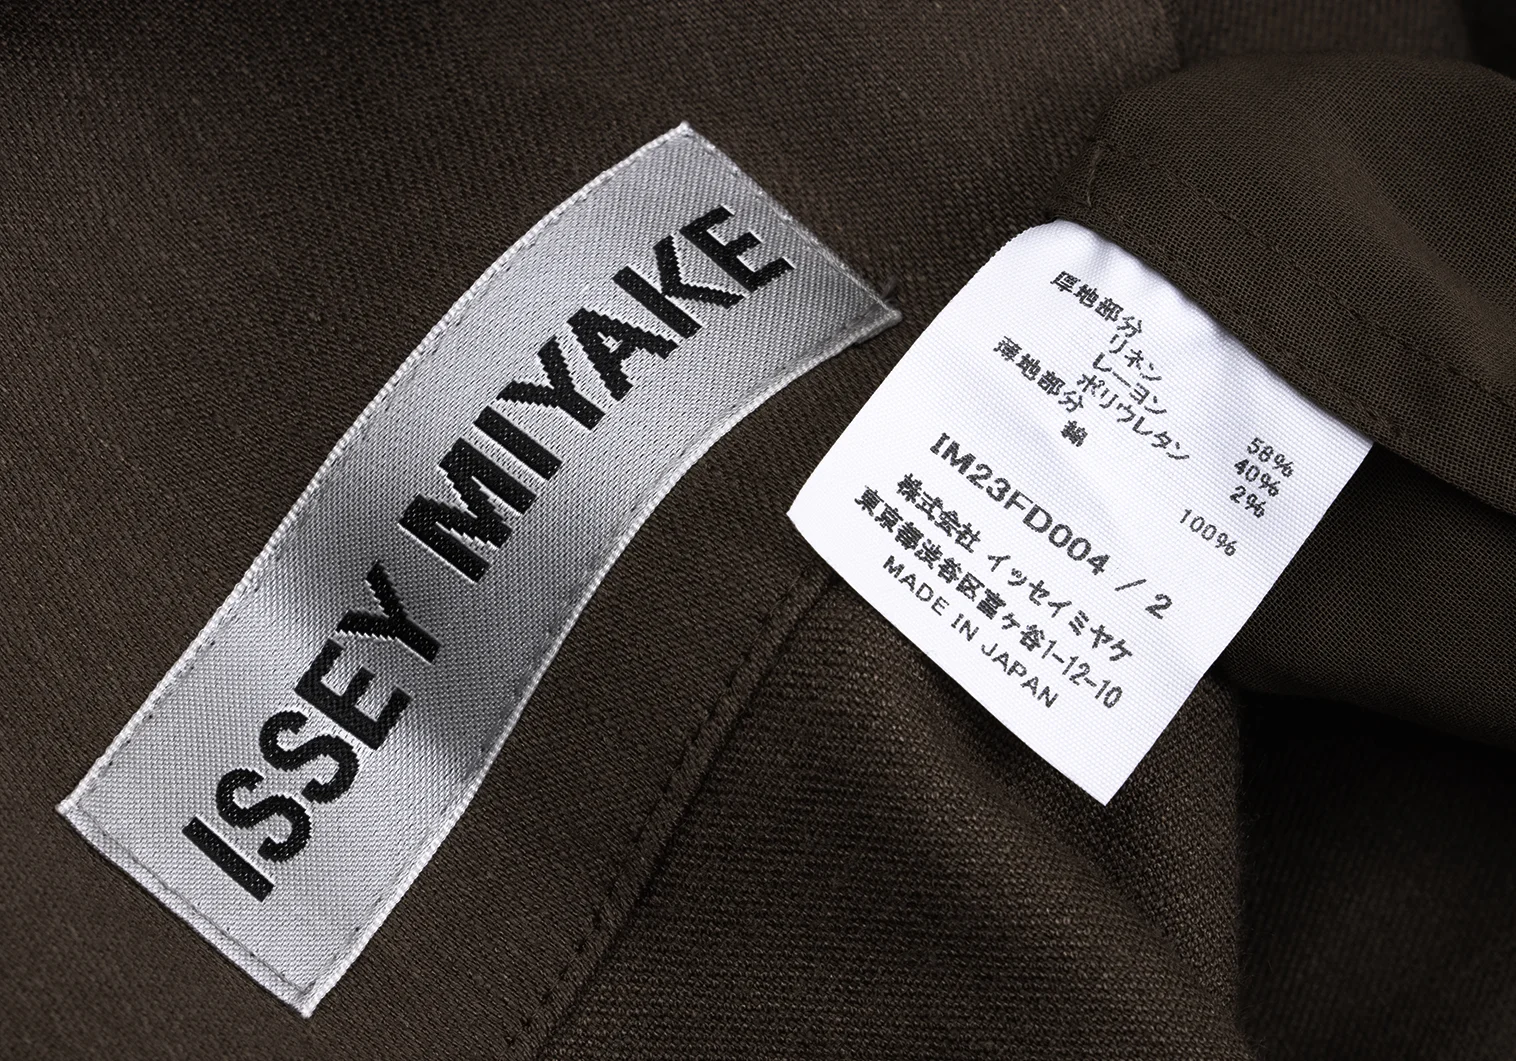 ISSEY MIYAKE
厚地部分
リネン 58%
レーヨン 40%
ポリウレタン 2%
薄地部分
綿 100%
IM23FD004 / 2
株式会社 イッセイミヤケ
東京都渋谷区富ヶ谷1-12-10
MADE IN JAPAN